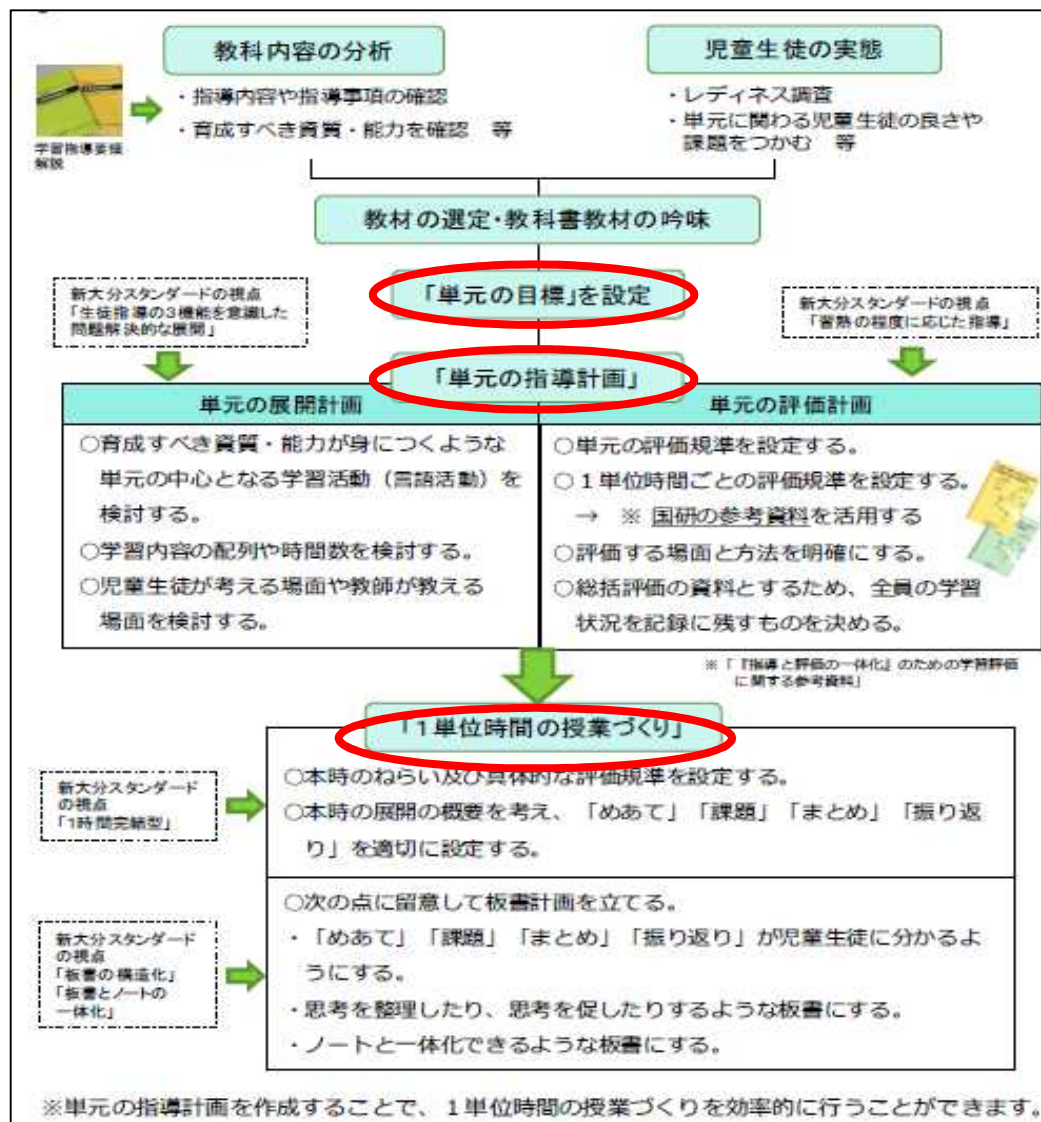 教科内容の分析
児童生徒の実態
学習指導要領
解説
・指導内容や指導事項の確認
・育成すべき資質・能力を確認 等
・レディネス調査
・単元に関わる児童生徒の良さや
課題をつかむ 等
教材の選定・教科書教材の吟味
「単元の目標」を設定
新大分スタンダードの視点
「生徒指導の3機能を意識した
問題解決的な展開」
新大分スタンダードの視点
「習熟の程度に応じた指導」
「単元の指導計画」
単元の展開計画
○育成すべき資質・能力が身につくような
単元の中心となる学習活動（言語活動）を
検討する。
○学習内容の配列や時間数を検討する。
○児童生徒が考える場面や教師が教える
場面を検討する。
単元の評価計画
○単元の評価規準を設定する。
○１単位時間ごとの評価規準を設定する。
→ ※ 国研の参考資料を活用する
○評価する場面と方法を明確にする。
○総括評価の資料とするため、全員の学習
状況を記録に残すものを決める。
※「『指導と評価の一体化』のための学習評価
に関する参考資料」
「１単位時間の授業づくり」
新大分スタンダード
の視点
「1時間完結型」
○本時のねらい及び具体的な評価規準を設定する。
○本時の展開の概要を考え、「めあて」「課題」「まとめ」「振り返
り」を適切に設定する。
新大分スタンダード
の視点
「板書の構造化」
「板書とノートの
一体化」
○次の点に留意して板書計画を立てる。
・「めあて」「課題」「まとめ」「振り返り」が児童生徒に分かるよ
うにする。
・思考を整理したり、思考を促したりするような板書にする。
・ノートと一体化できるような板書にする。
※単元の指導計画を作成することで、１単位時間の授業づくりを効率的に行うことができます。